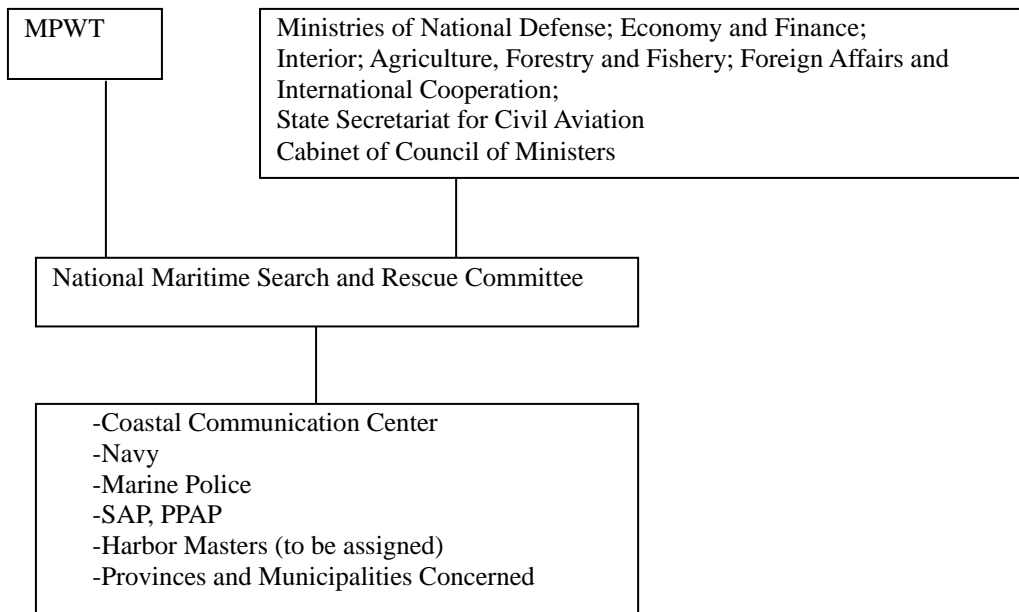 MPWT
Ministries of National Defense; Economy and Finance;
Interior; Agriculture, Forestry and Fishery; Foreign Affairs and
International Cooperation;
State Secretariat for Civil Aviation
Cabinet of Council of Ministers
National Maritime Search and Rescue Committee
-Coastal Communication Center
-Navy
-Marine Police
-SAP, PPAP
-Harbor Masters (to be assigned)
-Provinces and Municipalities Concerned